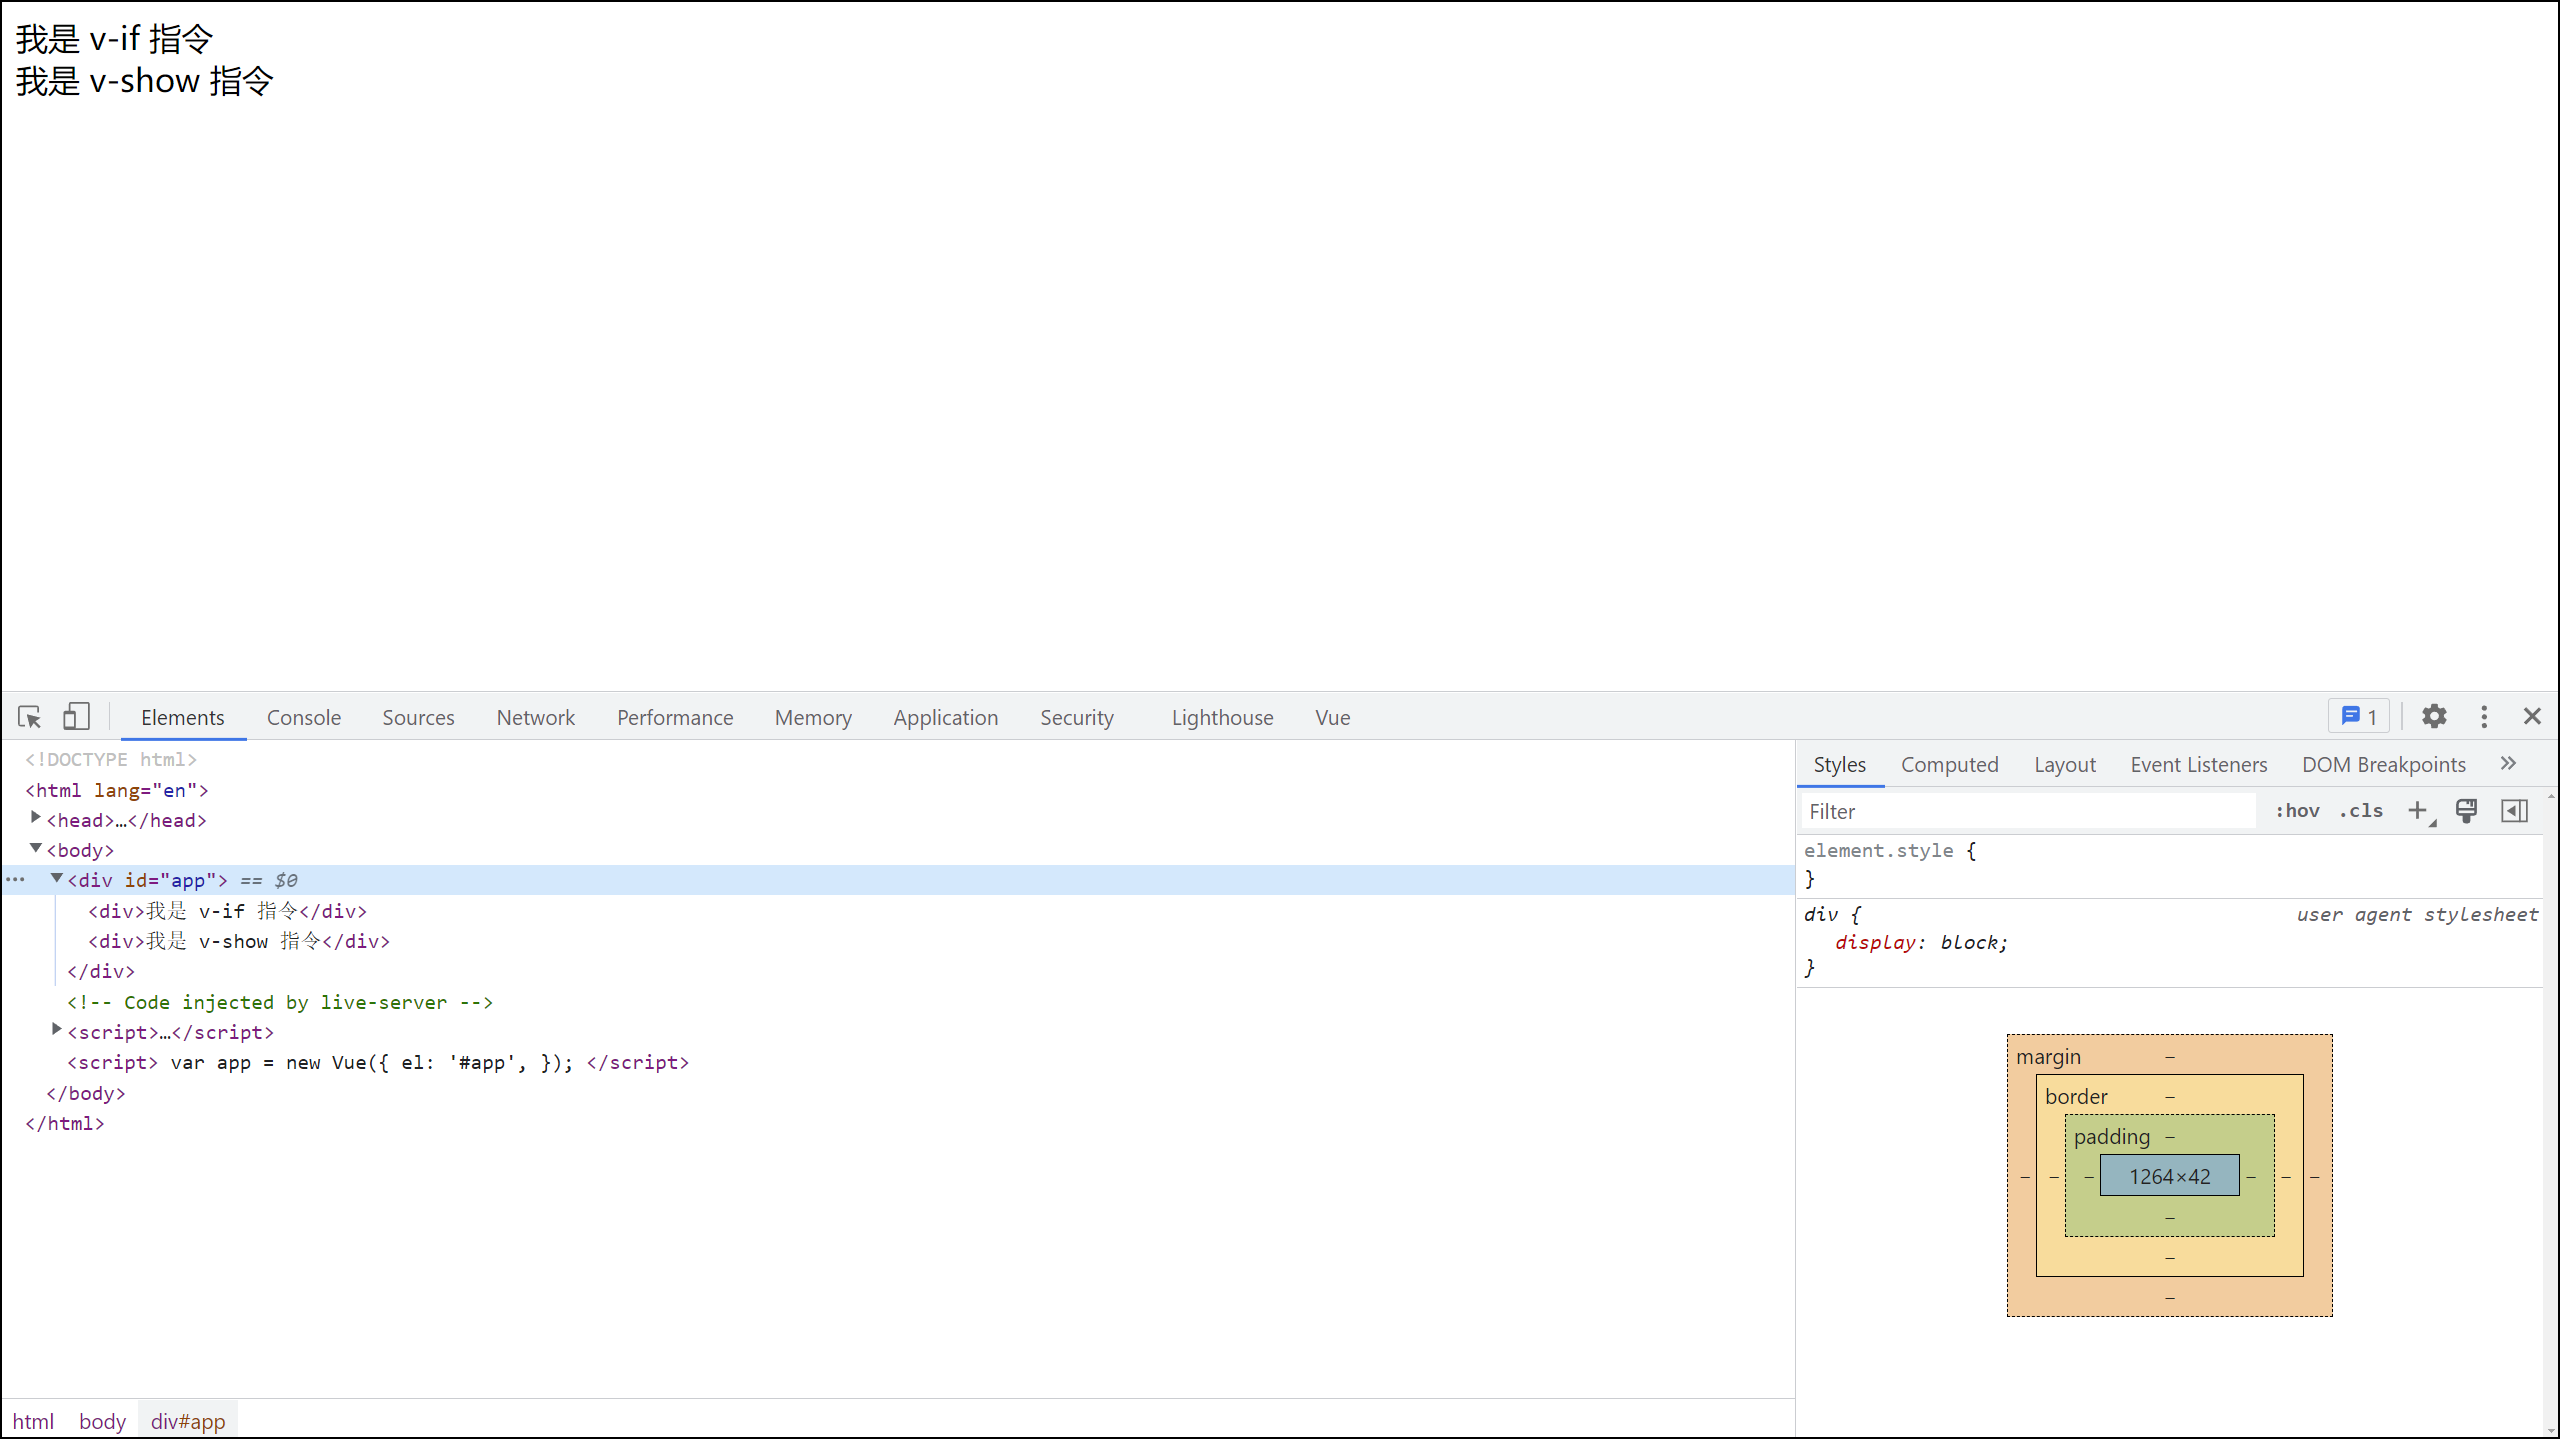 我是 v-if 指令
我是 v-show 指令
Elements Console Sources Network Performance Memory Application Security Lighthouse Vue 1
<!DOCTYPE html>
<html lang="en">
<head>…</head>
<body>
<div id="app"> == $0
<div>我是 v-if 指令</div>
<div>我是 v-show 指令</div>
</div>
<!-- Code injected by live-server -->
<script>…</script>
<script> var app = new Vue({ el: '#app', }); </script>
</body>
</html>
html body div#app
Styles Computed Layout Event Listeners DOM Breakpoints
Filter :hov .cls
element.style {
}
div { user agent stylesheet
display: block;
}
margin –
border –
padding –
– – – 1264×42 – – –
–
–
–